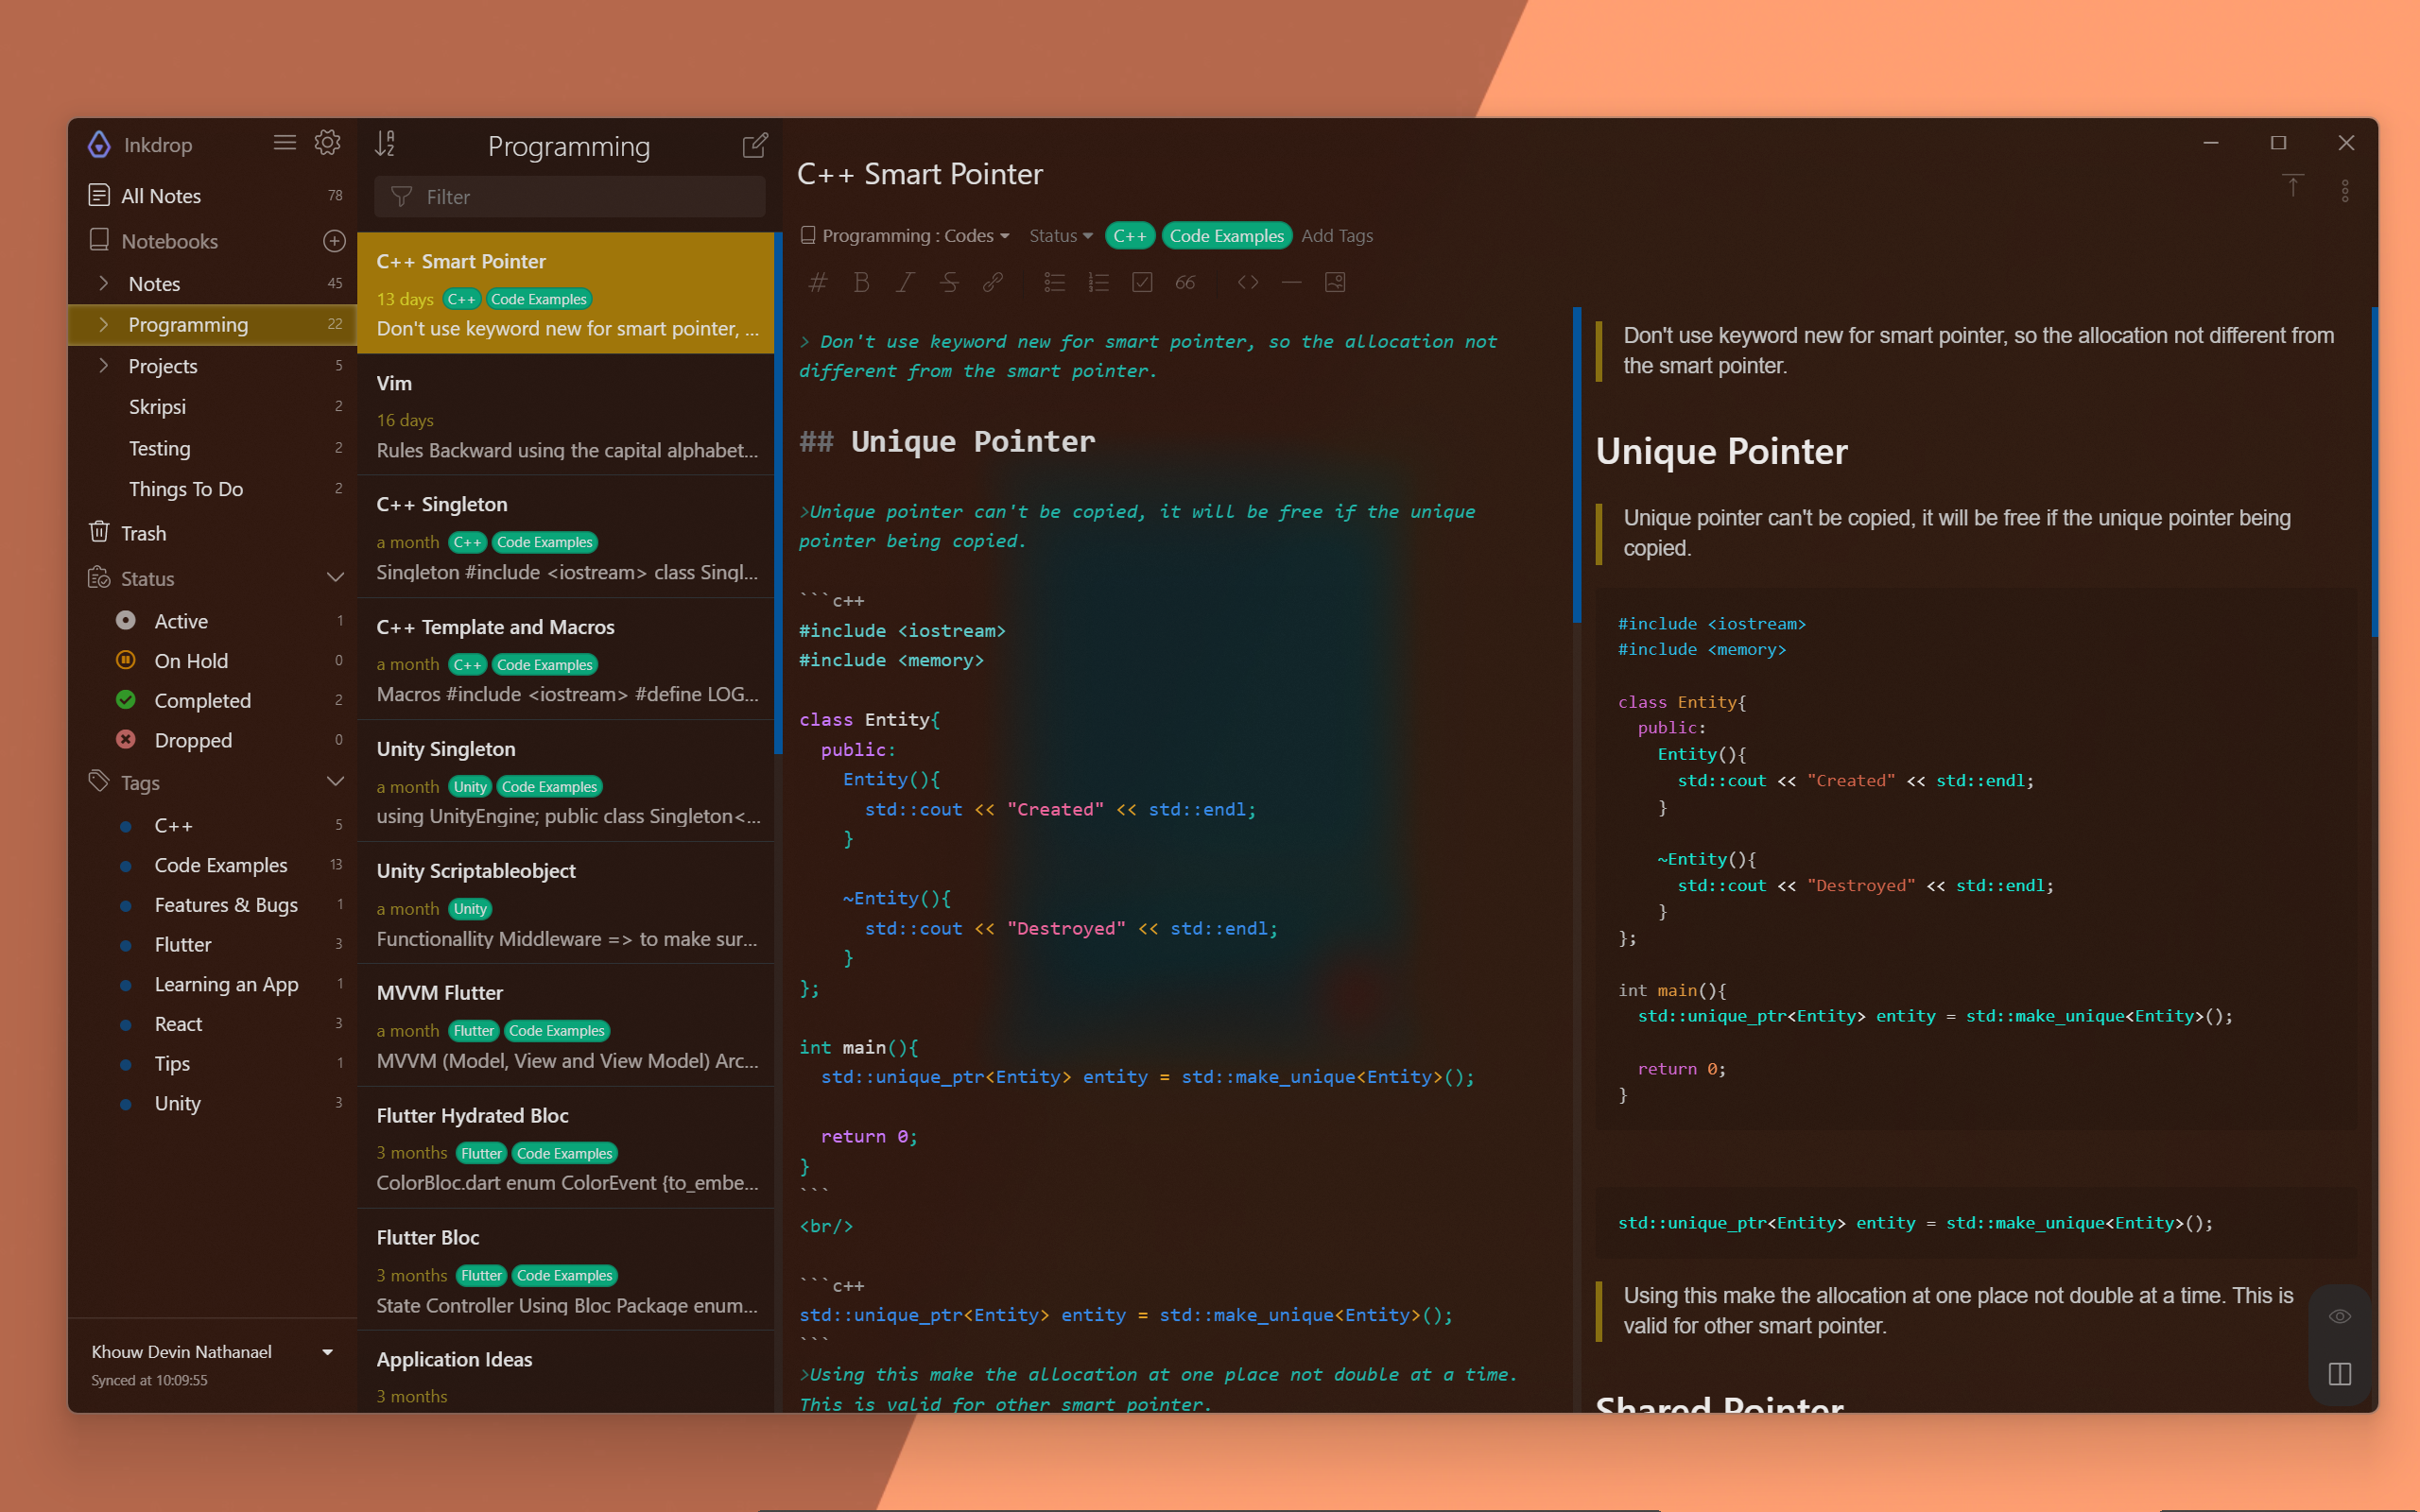 Inkdrop
All Notes 78
Notebooks
Notes 45
Programming 22
Projects 5
Skripsi 2
Testing 2
Things To Do 2
Trash
Status
Active 1
On Hold 0
Completed 2
Dropped 0
Tags
C++ 5
Code Examples 13
Features & Bugs 1
Flutter 3
Learning an App 1
React 3
Tips 1
Unity 3
Khouw Devin Nathanael
Synced at 10:09:55
Programming
Filter
C++ Smart Pointer
13 days C++ Code Examples
Don't use keyword new for smart pointer, ...
Vim
16 days
Rules Backward using the capital alphabet...
C++ Singleton
a month C++ Code Examples
Singleton #include <iostream> class Singl...
C++ Template and Macros
a month C++ Code Examples
Macros #include <iostream> #define LOG...
Unity Singleton
a month Unity Code Examples
using UnityEngine; public class Singleton<...
Unity Scriptableobject
a month Unity
Functionallity Middleware => to make sur...
MVVM Flutter
a month Flutter Code Examples
MVVM (Model, View and View Model) Arc...
Flutter Hydrated Bloc
3 months Flutter Code Examples
ColorBloc.dart enum ColorEvent {to_embe...
Flutter Bloc
3 months Flutter Code Examples
State Controller Using Bloc Package enum...
Application Ideas
3 months
C++ Smart Pointer
Programming : Codes Status C++ Code Examples Add Tags
> Don't use keyword new for smart pointer, so the allocation not
different from the smart pointer.
## Unique Pointer
>Unique pointer can't be copied, it will be free if the unique
pointer being copied.
```c++
#include <iostream>
#include <memory>
class Entity{
public:
Entity(){
std::cout << "Created" << std::endl;
}
~Entity(){
std::cout << "Destroyed" << std::endl;
}
};
int main(){
std::unique_ptr<Entity> entity = std::make_unique<Entity>();
return 0;
}
```
<br/>
```c++
std::unique_ptr<Entity> entity = std::make_unique<Entity>();
```
>Using this make the allocation at one place not double at a time.
This is valid for other smart pointer.
Don't use keyword new for smart pointer, so the allocation not different from
the smart pointer.
Unique Pointer
Unique pointer can't be copied, it will be free if the unique pointer being
copied.
#include <iostream>
#include <memory>
class Entity{
public:
Entity(){
std::cout << "Created" << std::endl;
}
~Entity(){
std::cout << "Destroyed" << std::endl;
}
};
int main(){
std::unique_ptr<Entity> entity = std::make_unique<Entity>();
return 0;
}
std::unique_ptr<Entity> entity = std::make_unique<Entity>();
Using this make the allocation at one place not double at a time. This is
valid for other smart pointer.
Shared Pointer